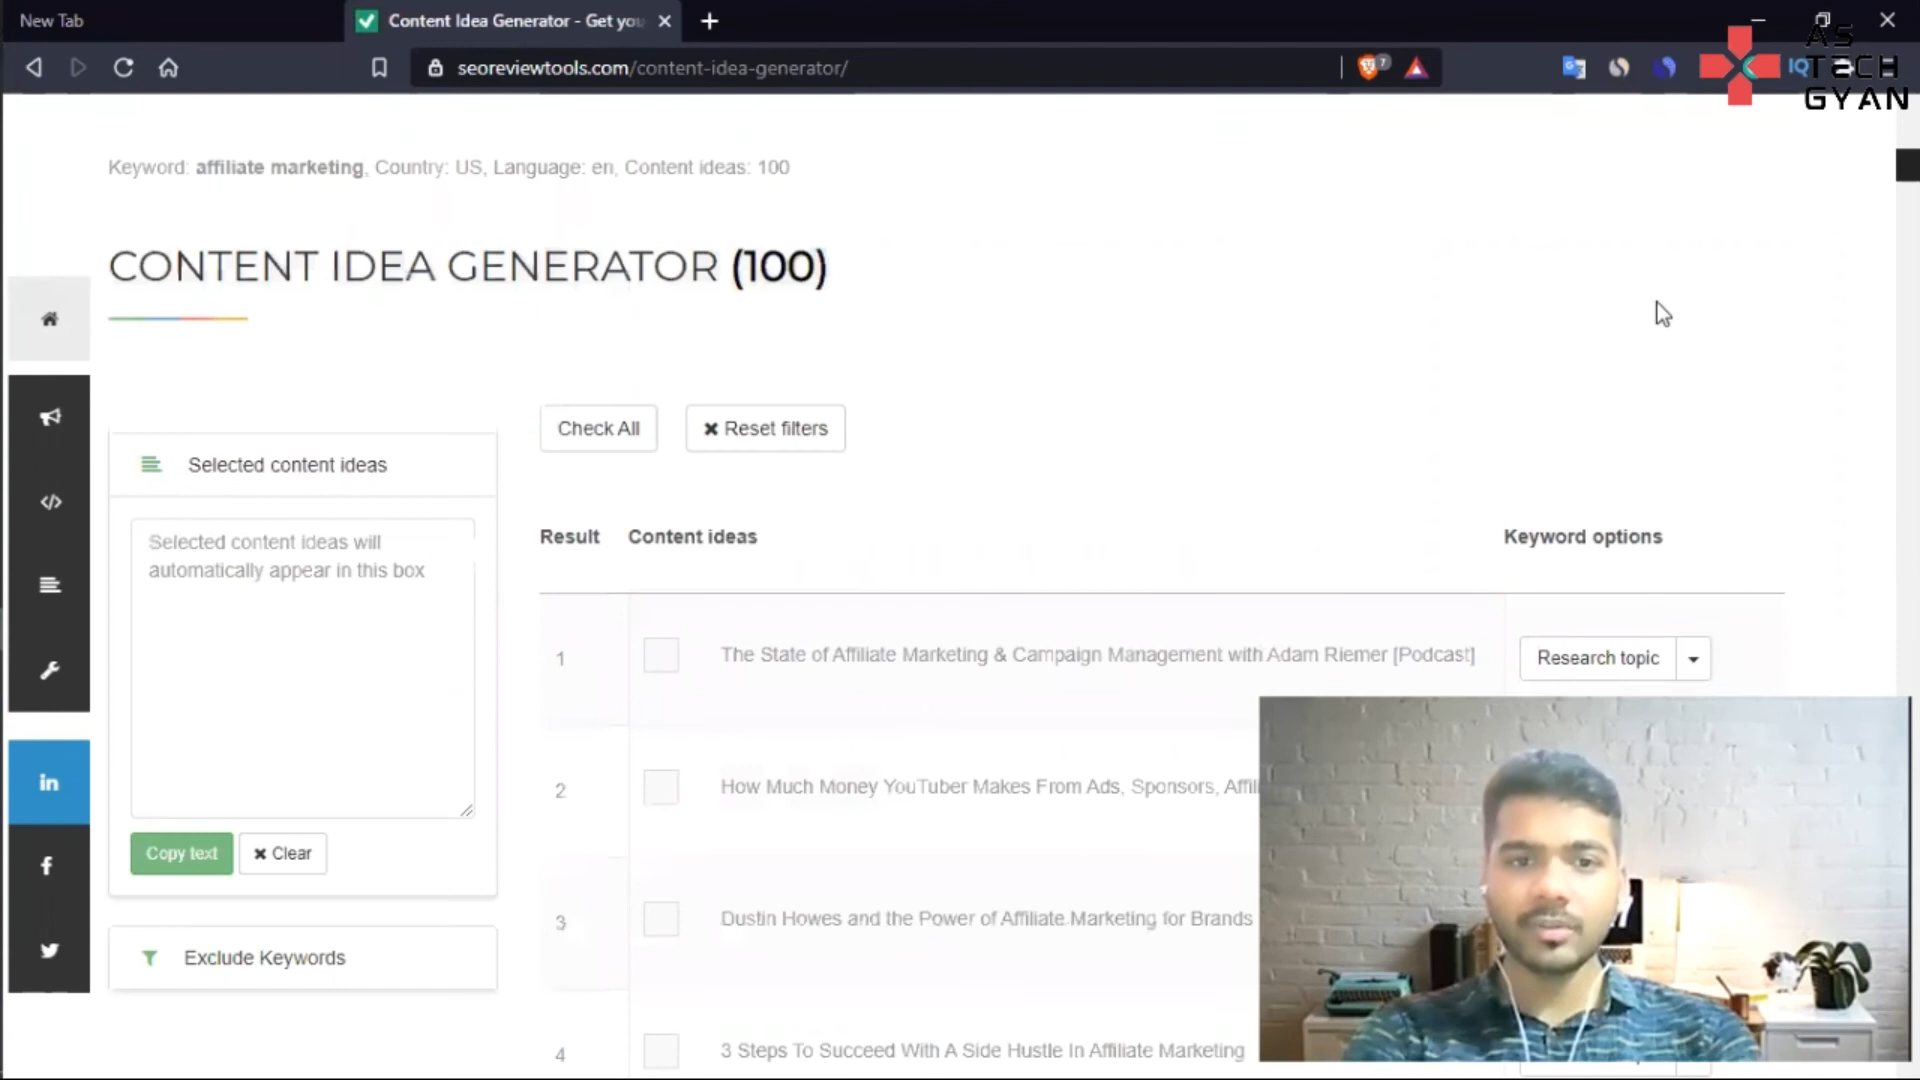 New Tab
Content Idea Generator - Get you
seoreviewtools.com/content-idea-generator/
7
AS
TECH
GYAN
IQ
Keyword: affiliate marketing, Country: US, Language: en, Content ideas: 100
CONTENT IDEA GENERATOR (100)
Check All
Reset filters
Selected content ideas
Selected content ideas will
automatically appear in this box
Copy text
Clear
Exclude Keywords
Result Content ideas Keyword options
1 The State of Affiliate Marketing & Campaign Management with Adam Riemer [Podcast] Research topic
2 How Much Money YouTuber Makes From Ads, Sponsors, Affili
3 Dustin Howes and the Power of Affiliate Marketing for Brands
4 3 Steps To Succeed With A Side Hustle In Affiliate Marketing
in
f